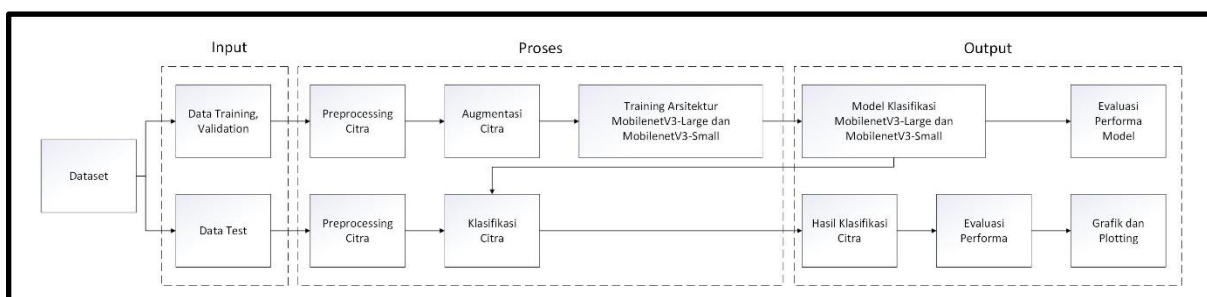 Input
Proses
Output
Dataset
Data Training,
Validation
Preprocessing
Citra
Augmentasi
Citra
Training Arsitektur
MobilenetV3-Large dan
MobilenetV3-Small
Model Klasifikasi
MobilenetV3-Large dan
MobilenetV3-Small
Evaluasi
Performa
Model
Data Test
Preprocessing
Citra
Klasifikasi
Citra
Hasil Klasifikasi
Citra
Evaluasi
Performa
Grafik dan
Plotting